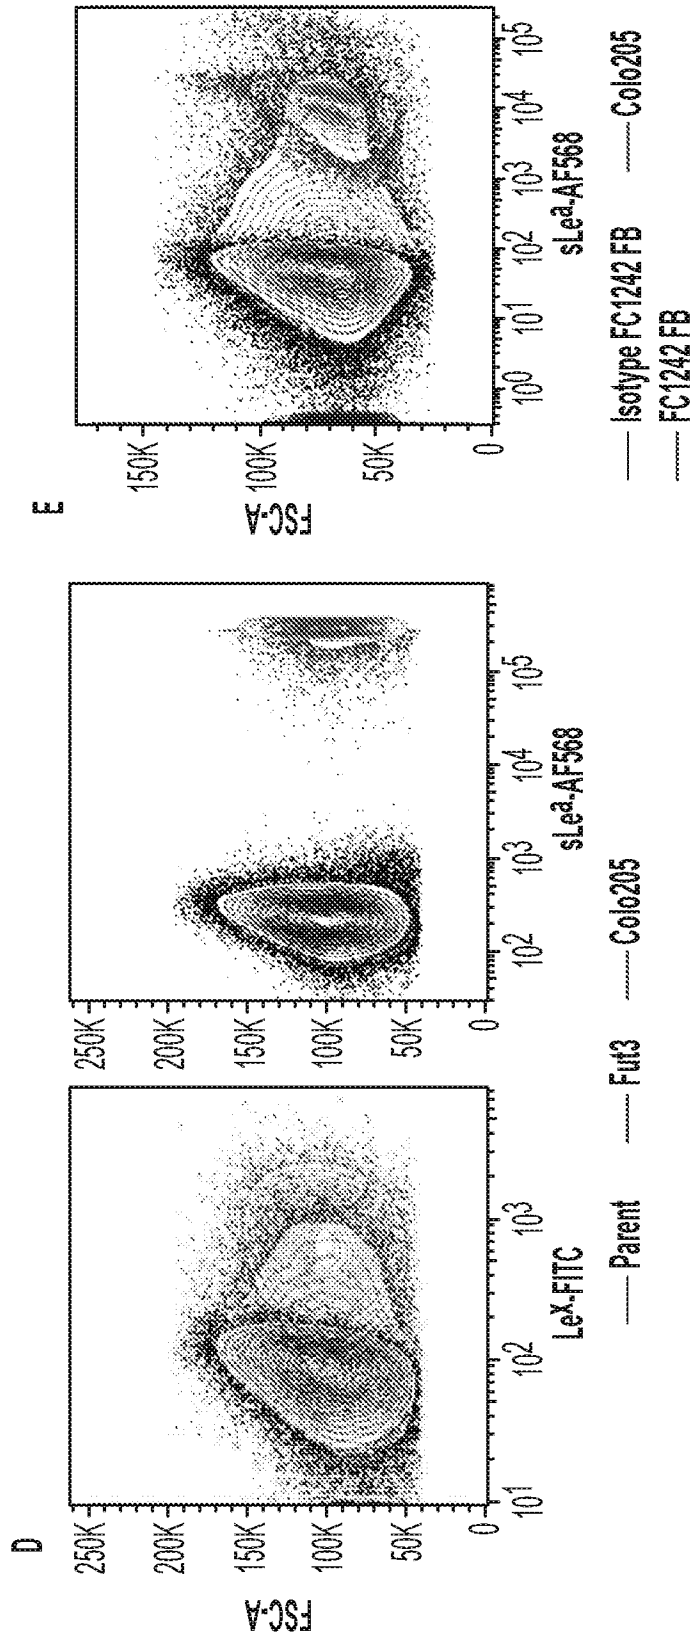 D
FSC-A
250K
200K
150K
100K
50K
0
10¹ 10² 10³
Leˣ-FITC
250K
200K
150K
100K
50K
0
10² 10³ 10⁴ 10⁵
sLeᵃ-AF568
— Parent — Fut3 — Colo205
E
FSC-A
150K
100K
50K
0
10⁰ 10¹ 10² 10³ 10⁴ 10⁵
sLeᵃ-AF568
— Isotype FC1242 FB — Colo205
— FC1242 FB